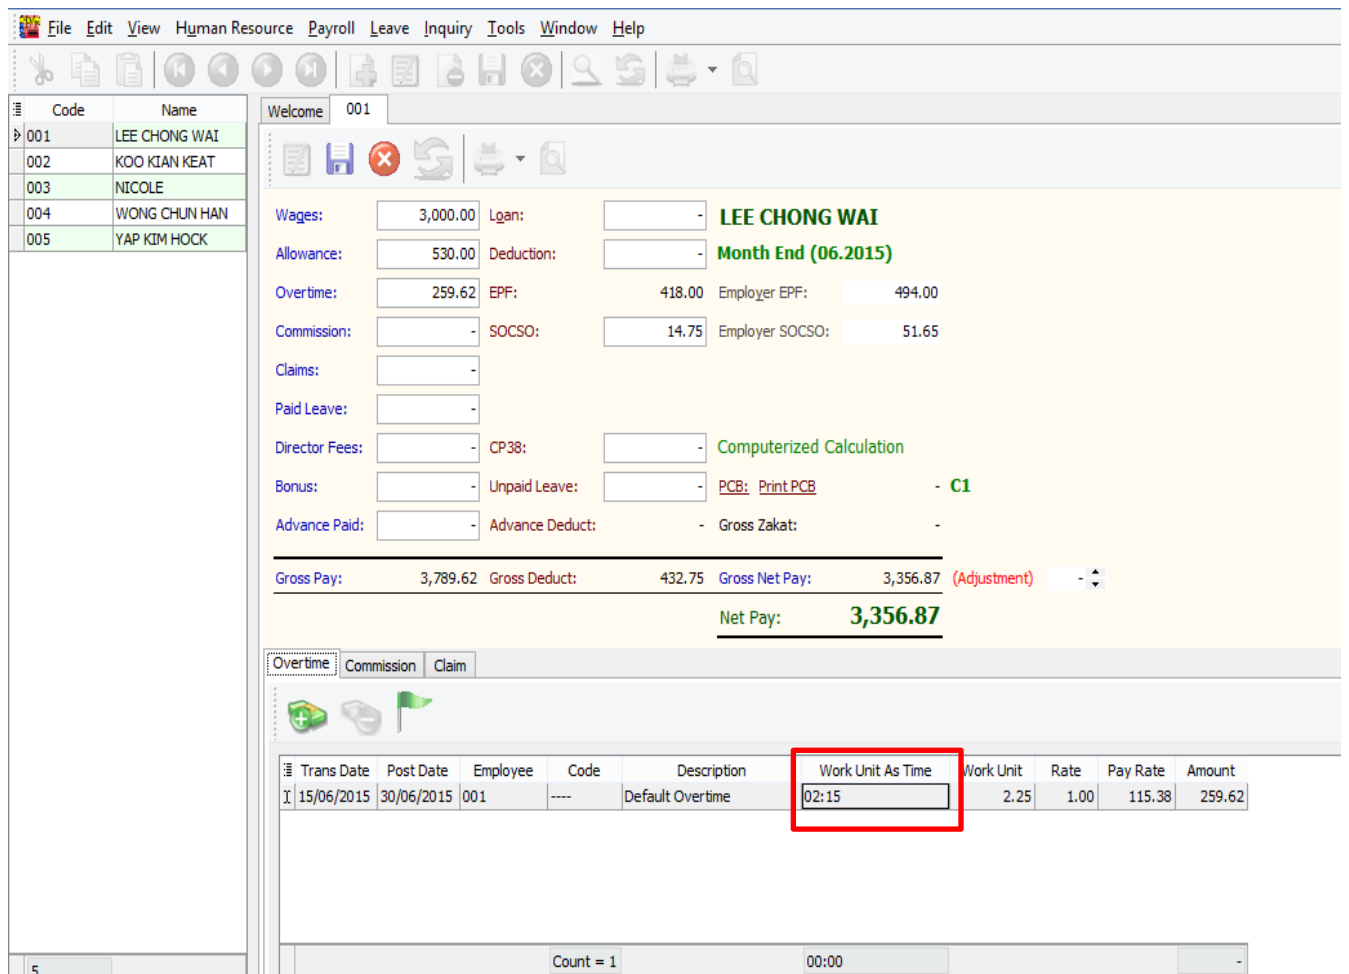 File Edit View Human Resource Payroll Leave Inquiry Tools Window Help
Code Name
001 LEE CHONG WAI
002 KOO KIAN KEAT
003 NICOLE
004 WONG CHUN HAN
005 YAP KIM HOCK
5
Welcome 001
Wages: 3,000.00 Loan: - LEE CHONG WAI
Allowance: 530.00 Deduction: - Month End (06.2015)
Overtime: 259.62 EPF: 418.00 Employer EPF: 494.00
Commission: - SOCSO: 14.75 Employer SOCSO: 51.65
Claims: -
Paid Leave: -
Director Fees: - CP38: - Computerized Calculation
Bonus: - Unpaid Leave: - PCB: Print PCB - C1
Advance Paid: - Advance Deduct: - Gross Zakat: -
Gross Pay: 3,789.62 Gross Deduct: 432.75 Gross Net Pay: 3,356.87 (Adjustment) -
Net Pay: 3,356.87
Overtime Commission Claim
Trans Date Post Date Employee Code Description Work Unit As Time Work Unit Rate Pay Rate Amount
15/06/2015 30/06/2015 001 ---- Default Overtime 02:15 2.25 1.00 115.38 259.62
Count = 1 00:00 -